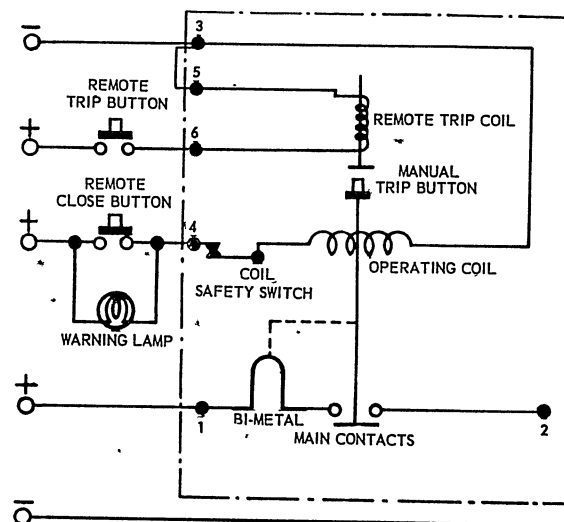 −
3
5
REMOTE
TRIP BUTTON
REMOTE TRIP COIL
+
6
MANUAL
TRIP BUTTON
REMOTE
CLOSE BUTTON
+
4
COIL
SAFETY SWITCH
OPERATING COIL
WARNING LAMP
+
1
BI-METAL
MAIN CONTACTS
2
−